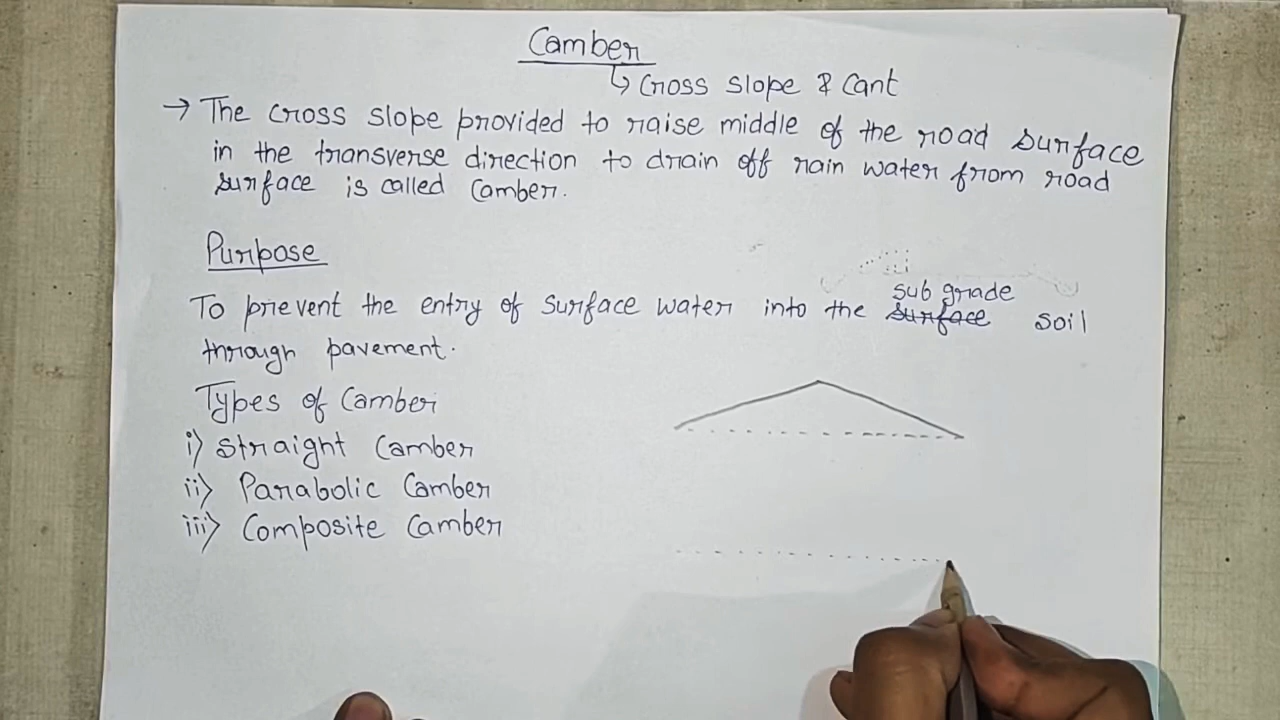 Camber
↳ Cross slope & Cant
→ The cross slope provided to raise middle of the road surface
in the transverse direction to drain off rain water from road
surface is called Camber.
Purpose
To prevent the entry of surface water into the sub grade ~~surface~~ soil
through pavement.
Types of Camber
i) Straight Camber
ii) Parabolic Camber
iii) Composite Camber